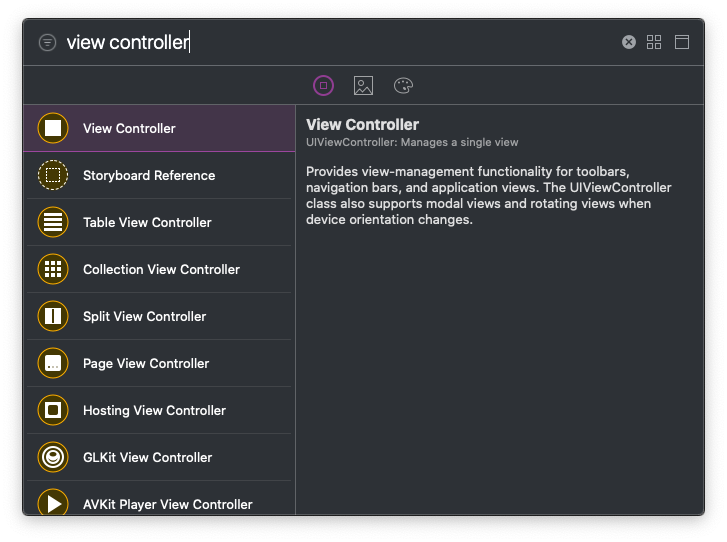 view controller
View Controller
Storyboard Reference
Table View Controller
Collection View Controller
Split View Controller
Page View Controller
Hosting View Controller
GLKit View Controller
AVKit Player View Controller
View Controller
UIViewController: Manages a single view
Provides view-management functionality for toolbars,
navigation bars, and application views. The UIViewController
class also supports modal views and rotating views when
device orientation changes.